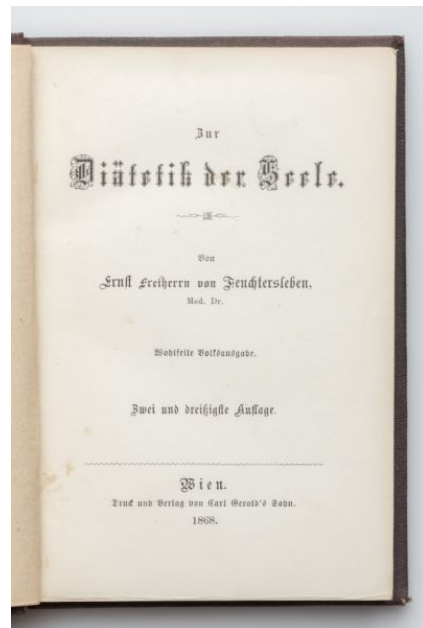 Zur
Diätetik der Seele.
Von
Ernst Freiherrn von Feuchtersleben,
Med. Dr.
Wohlfeile Volksausgabe.
Zwei und dreißigste Auflage.
Wien.
Druck und Verlag von Carl Gerold's Sohn.
1868.